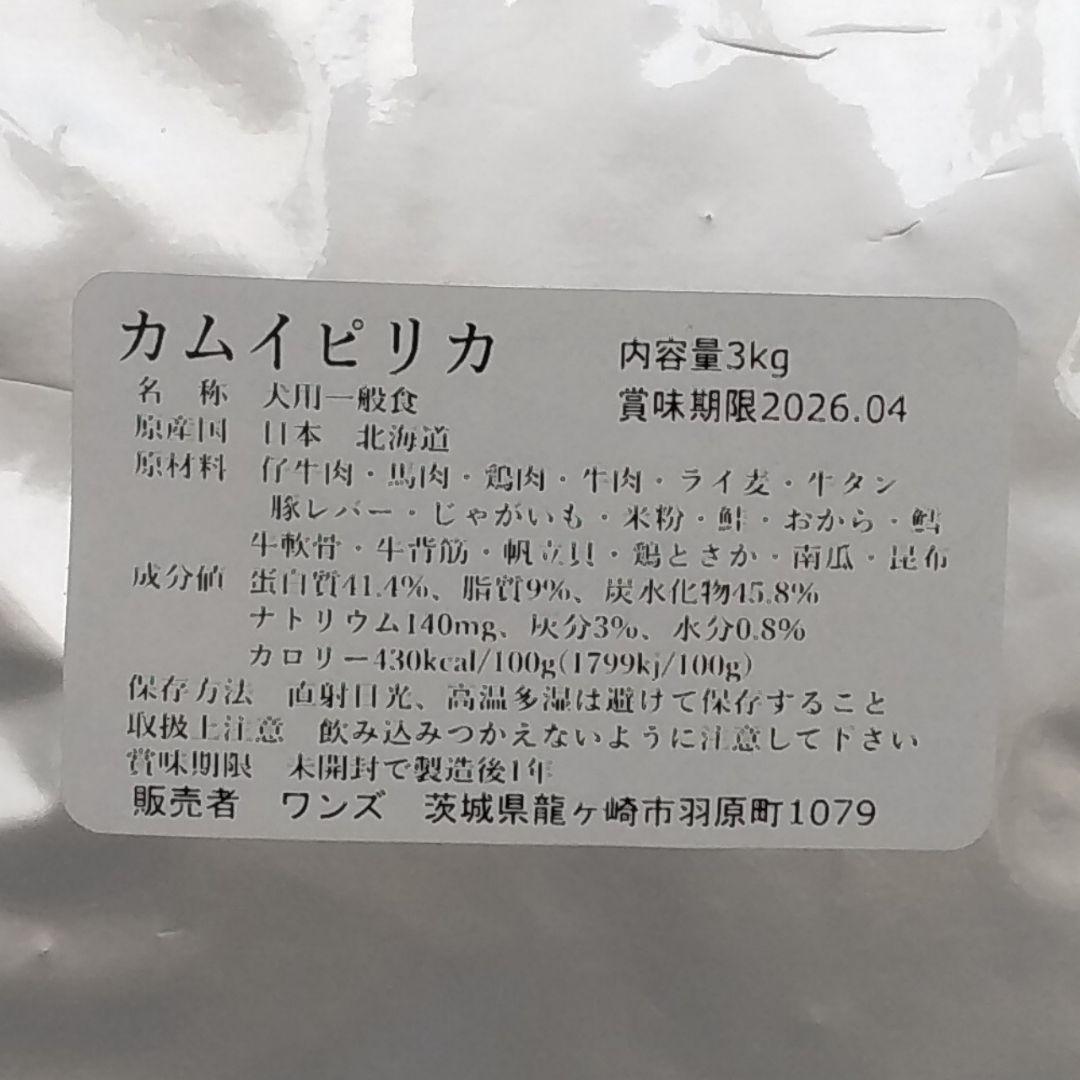 カムイピリカ 内容量3kg
名 称 犬用一般食 賞味期限2026.04
原産国 日本 北海道
原材料 仔牛肉・馬肉・鶏肉・牛肉・ライ麦・牛タン
豚レバー・じゃがいも・米粉・鮭・おから・鱈
牛軟骨・牛背筋・帆立貝・鶏とさか・南瓜・昆布
成分値 蛋白質41.4%、脂質9%、炭水化物45.8%
ナトリウム140mg、灰分3%、水分0.8%
カロリー430kcal/100g(1799kj/100g)
保存方法 直射日光、高温多湿は避けて保存すること
取扱上注意 飲み込みつかえないように注意して下さい
賞味期限 未開封で製造後1年
販売者 ワンズ 茨城県龍ヶ崎市羽原町1079